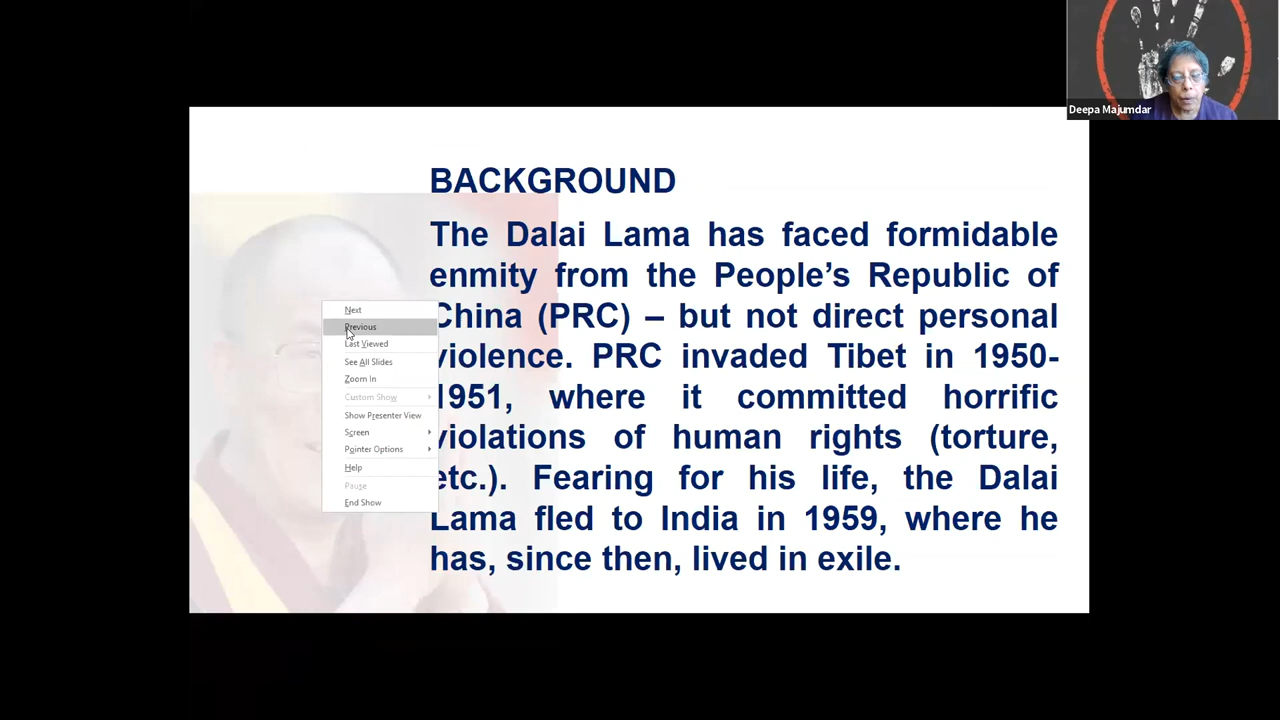 Deepa Majumdar
BACKGROUND
The Dalai Lama has faced formidable
enmity from the People's Republic of
China (PRC) – but not direct personal
violence. PRC invaded Tibet in 1950-
1951, where it committed horrific
violations of human rights (torture,
etc.). Fearing for his life, the Dalai
Lama fled to India in 1959, where he
has, since then, lived in exile.
Next
Previous
Last Viewed
See All Slides
Zoom In
Custom Show
Show Presenter View
Screen
Pointer Options
Help
Pause
End Show